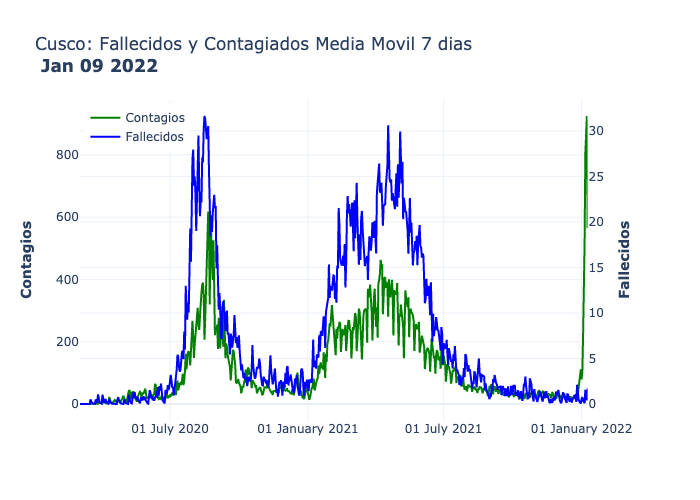 Cusco: Fallecidos y Contagiados Media Movil 7 dias
Jan 09 2022
Contagios
Fallecidos
800
600
400
200
0
Contagios
30
25
20
15
10
5
0
Fallecidos
01 July 2020
01 January 2021
01 July 2021
01 January 2022